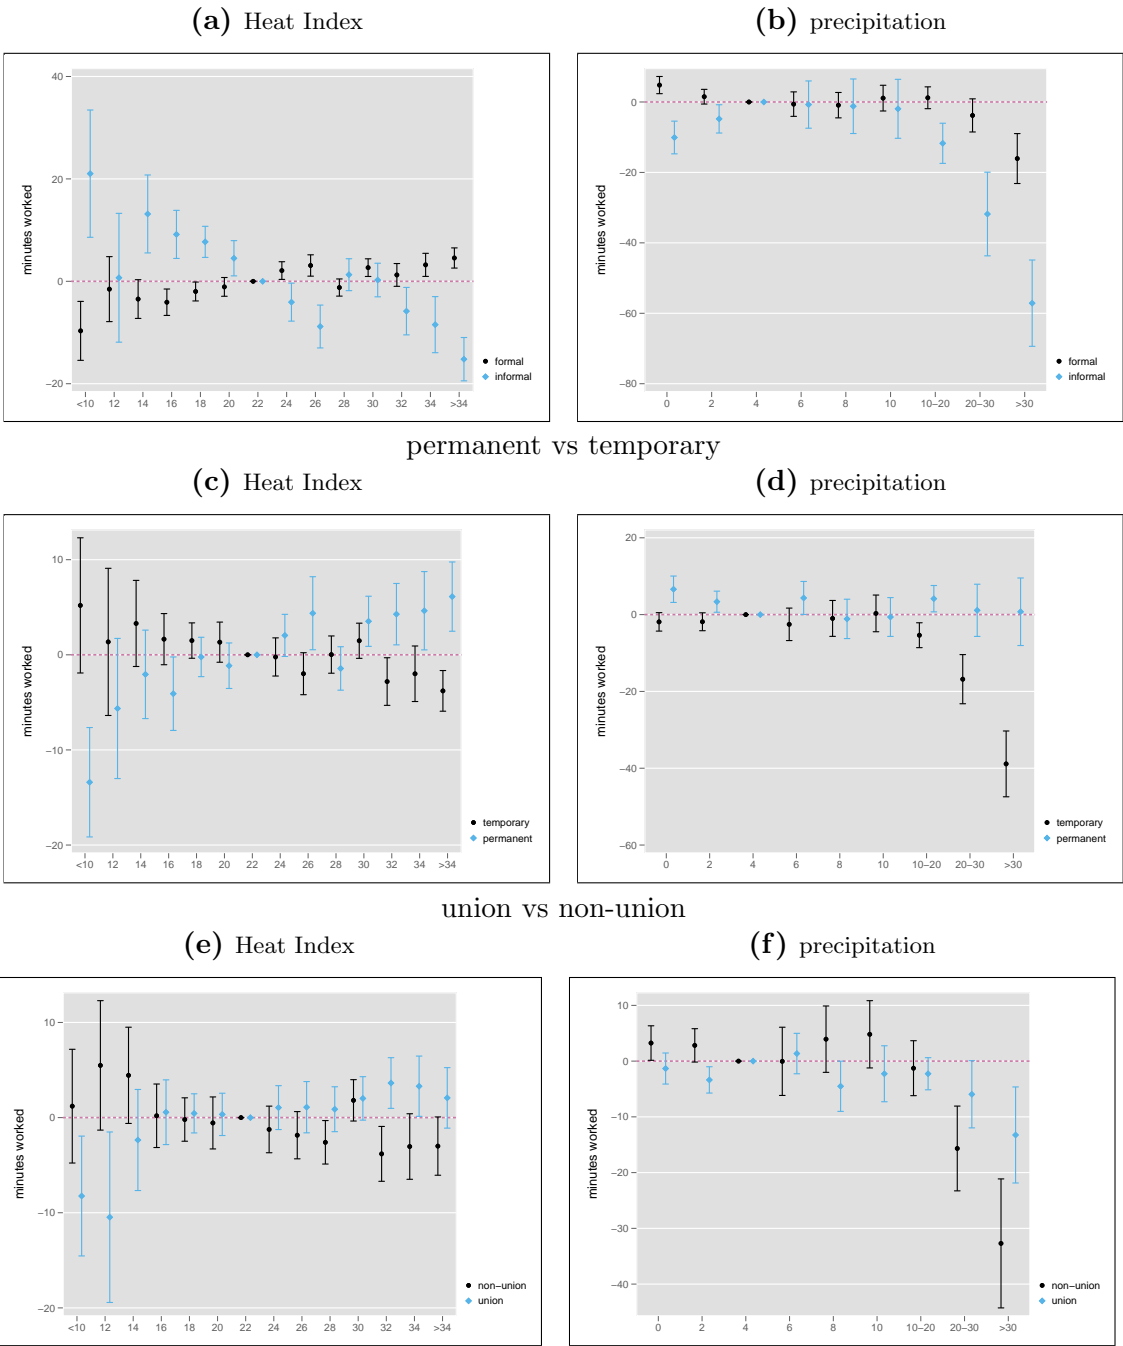 (a) Heat Index
(b) precipitation
minutes worked
40
20
0
−20
<10 12 14 16 18 20 22 24 26 28 30 32 34 >34
formal
informal
minutes worked
0
−20
−40
−60
−80
0 2 4 6 8 10 10−20 20−30 >30
formal
informal
permanent vs temporary
(c) Heat Index
(d) precipitation
minutes worked
10
0
−10
−20
<10 12 14 16 18 20 22 24 26 28 30 32 34 >34
temporary
permanent
minutes worked
20
0
−20
−40
−60
0 2 4 6 8 10 10−20 20−30 >30
temporary
permanent
union vs non-union
(e) Heat Index
(f) precipitation
minutes worked
10
0
−10
−20
<10 12 14 16 18 20 22 24 26 28 30 32 34 >34
non−union
union
minutes worked
10
0
−10
−20
−30
−40
0 2 4 6 8 10 10−20 20−30 >30
non−union
union